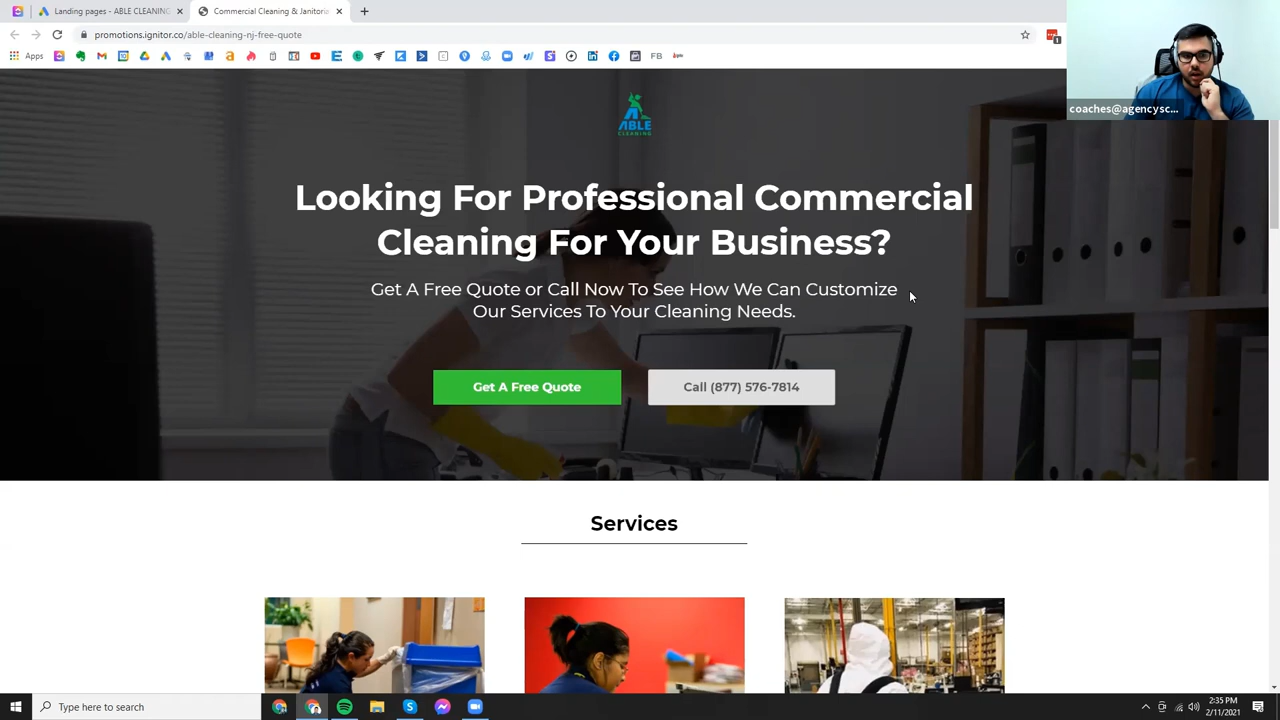 Landing pages - ABLE CLEANING
Commercial Cleaning & Janitoria
promotions.ignitor.co/able-cleaning-nj-free-quote
Apps
FB
coaches@agencysc...
ABLE
CLEANING
Looking For Professional Commercial
Cleaning For Your Business?
Get A Free Quote or Call Now To See How We Can Customize
Our Services To Your Cleaning Needs.
Get A Free Quote
Call (877) 576-7814
Services
Type here to search
2:35 PM
2/11/2021